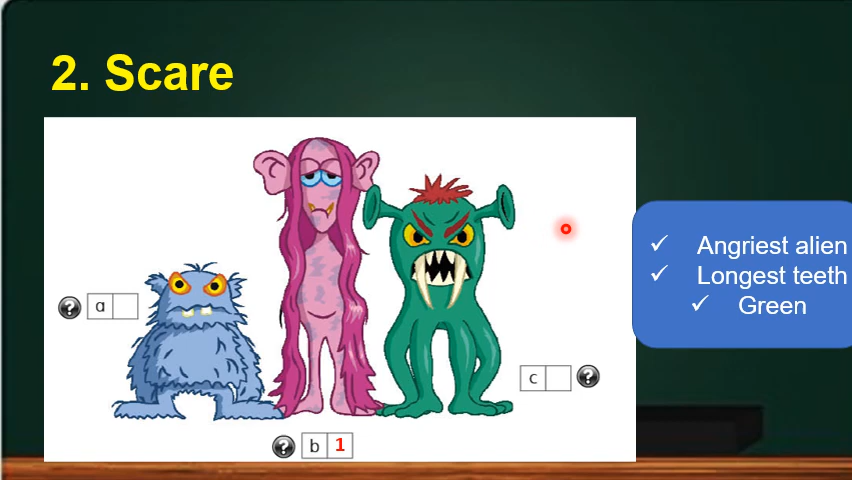 2. Scare
✓ Angriest alien
✓ Longest teeth
✓ Green
? a
c ?
? b 1